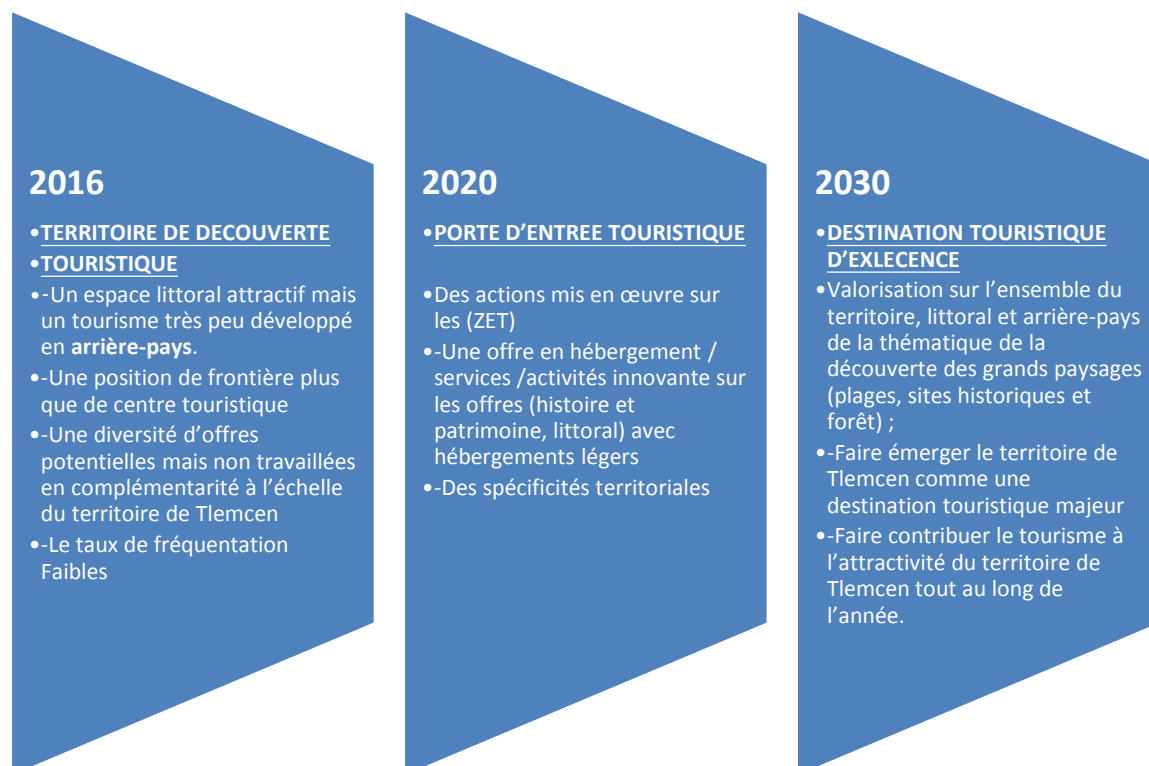 2016
•TERRITOIRE DE DECOUVERTE
•TOURISTIQUE
•-Un espace littoral attractif mais
un tourisme très peu développé
en arrière-pays.
•-Une position de frontière plus
que de centre touristique
•-Une diversité d'offres
potentielles mais non travaillées
en complémentarité à l'échelle
du territoire de Tlemcen
•-Le taux de fréquentation
Faibles
2020
•PORTE D'ENTREE TOURISTIQUE
•Des actions mis en œuvre sur
les (ZET)
•-Une offre en hébergement /
services /activités innovante sur
les offres (histoire et
patrimoine, littoral) avec
hébergements légers
•-Des spécificités territoriales
2030
•DESTINATION TOURISTIQUE
D'EXLECENCE
•Valorisation sur l'ensemble du
territoire, littoral et arrière-pays
de la thématique de la
découverte des grands paysages
(plages, sites historiques et
forêt) ;
•-Faire émerger le territoire de
Tlemcen comme une
destination touristique majeur
•-Faire contribuer le tourisme à
l'attractivité du territoire de
Tlemcen tout au long de
l'année.